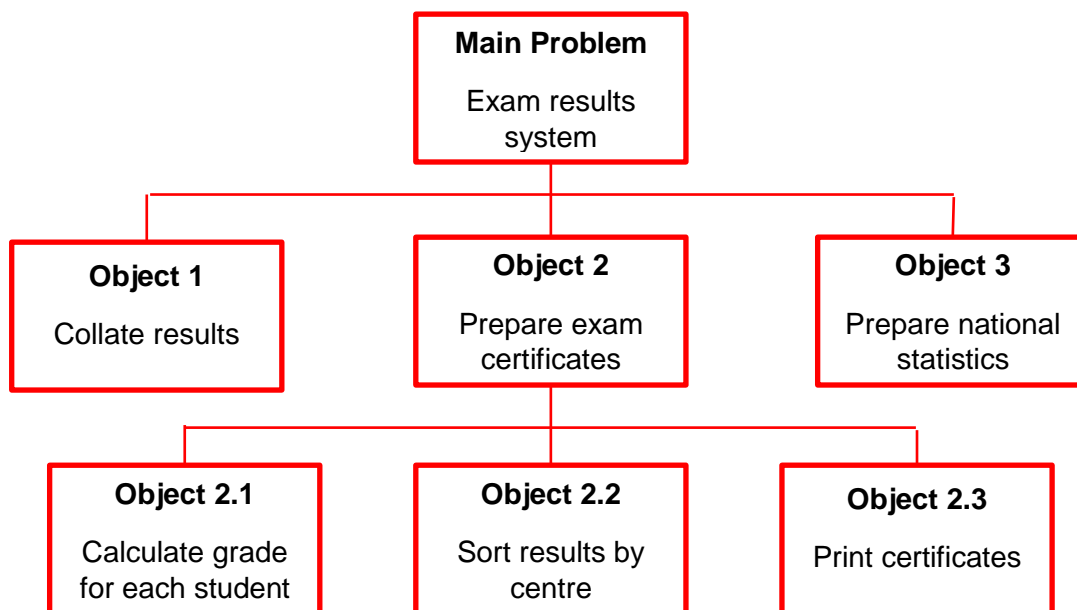 Main Problem
Exam results
system
Object 1
Collate results
Object 2
Prepare exam
certificates
Object 3
Prepare national
statistics
Object 2.1
Calculate grade
for each student
Object 2.2
Sort results by
centre
Object 2.3
Print certificates